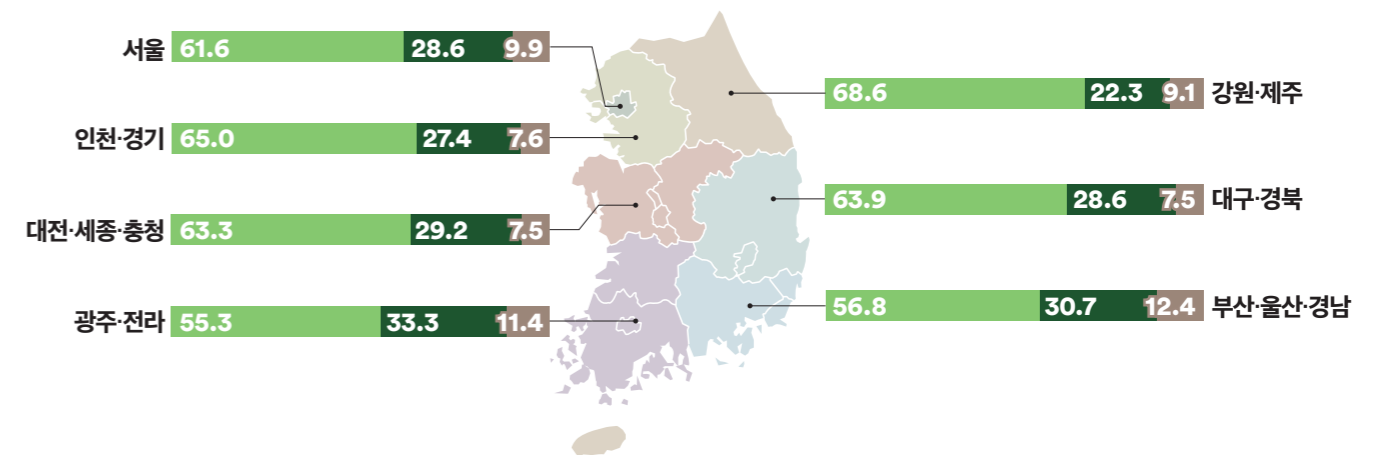 서울 61.6 28.6 9.9
인천·경기 65.0 27.4 7.6
대전·세종·충청 63.3 29.2 7.5
광주·전라 55.3 33.3 11.4
68.6 22.3 9.1 강원·제주
63.9 28.6 7.5 대구·경북
56.8 30.7 12.4 부산·울산·경남